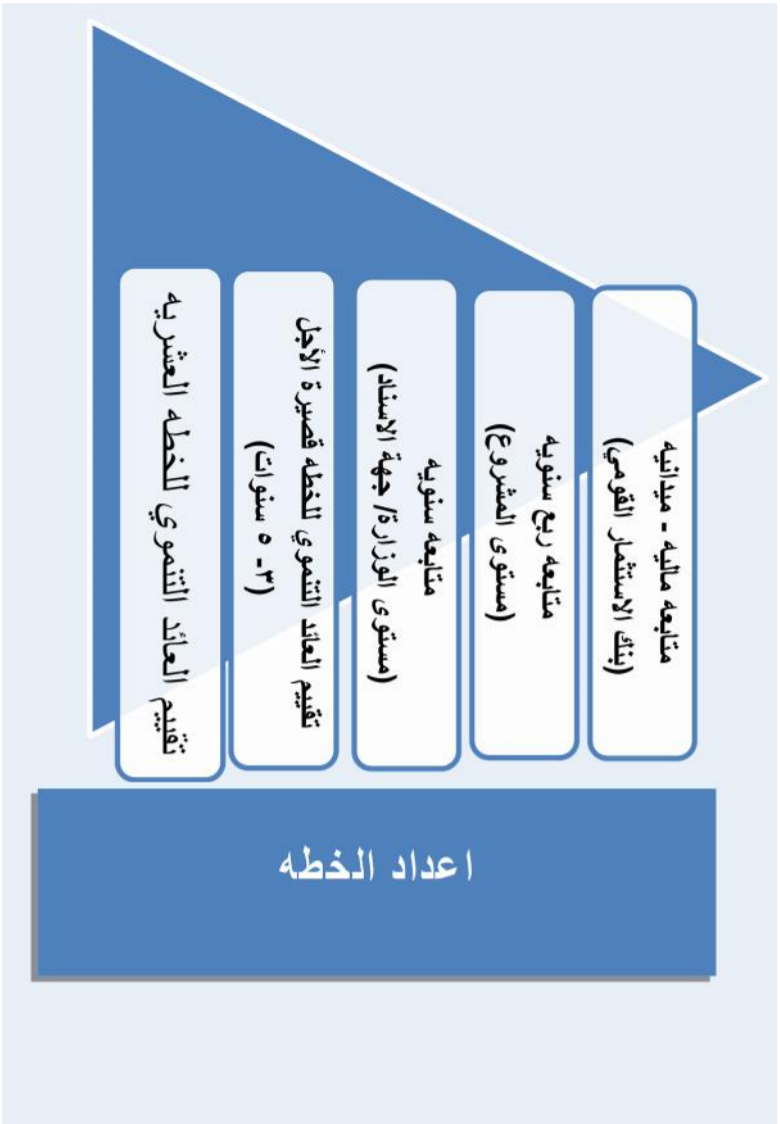 متابعه ماليه - ميدانيه
(بنك الاستثمار القومي)
متابعه ربع سنويه
(مستوى المشروع)
متابعه سنويه
(مستوى الوزارة/ جهة الاسناد)
تقييم العائد التنموي للخطه قصيرة الأجل
(٣- ٥ سنوات)
تقييم العائد التنموي للخطه العشريه
اعداد الخطه